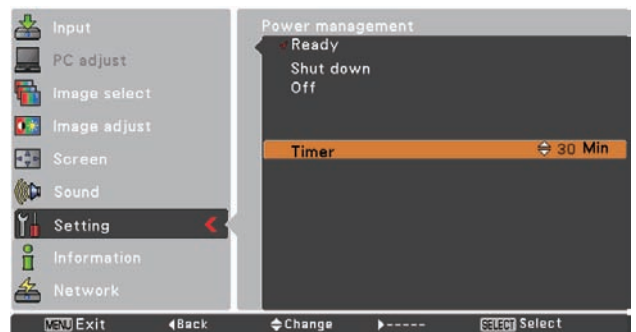 Input
PC adjust
Image select
Image adjust
Screen
Sound
Setting
Information
Network
Power management
Ready
Shut down
Off
Timer 30 Min
MENU Exit Back Change ----- SELECT Select